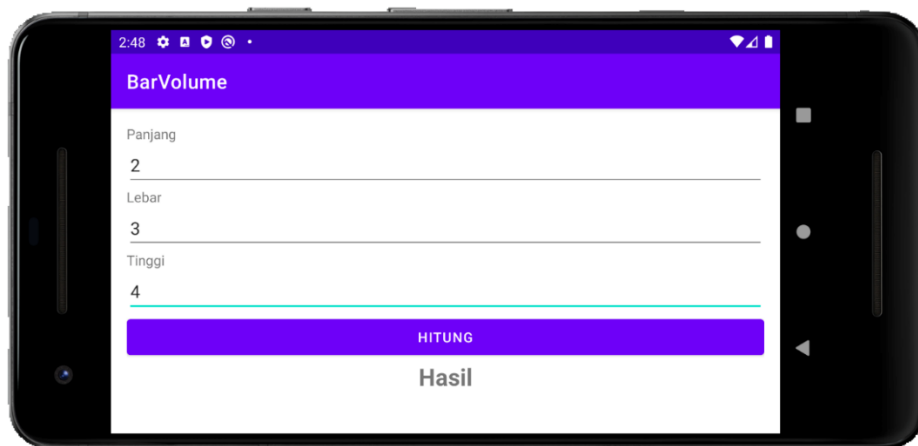 2:48
BarVolume
Panjang
2
Lebar
3
Tinggi
4
HITUNG
Hasil